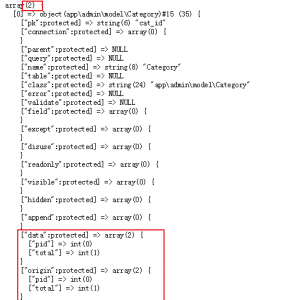 array(2)
[0] => object(app\admin\model\Category)#15 (35) {
["pk":protected] => string(6) "cat_id"
["connection":protected] => array(0) {
}
["parent":protected] => NULL
["query":protected] => NULL
["name":protected] => string(8) "Category"
["table":protected] => NULL
["class":protected] => string(24) "app\admin\model\Category"
["error":protected] => NULL
["validate":protected] => NULL
["field":protected] => array(0) {
}
["except":protected] => array(0) {
}
["disuse":protected] => array(0) {
}
["readonly":protected] => array(0) {
}
["visible":protected] => array(0) {
}
["hidden":protected] => array(0) {
}
["append":protected] => array(0) {
}
["data":protected] => array(2) {
["pid"] => int(0)
["total"] => int(1)
}
["origin":protected] => array(2) {
["pid"] => int(0)
["total"] => int(1)
}